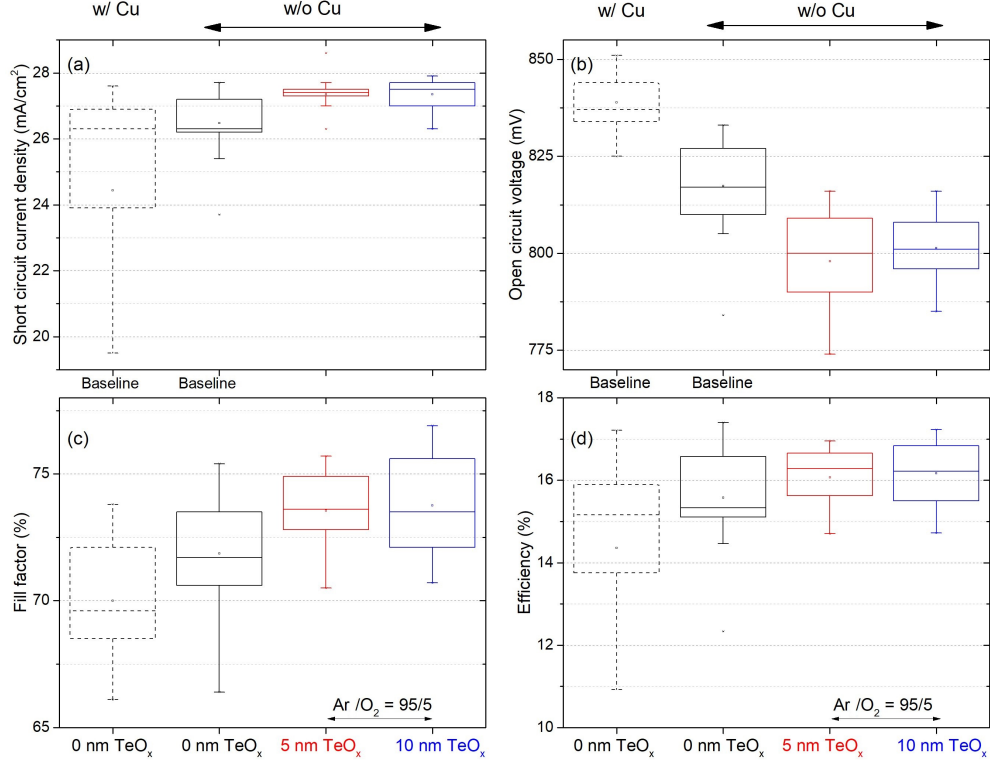 w/ Cu
w/o Cu
w/ Cu
w/o Cu
(a)
Short circuit current density (mA/cm²)
28
26
24
22
20
Baseline
Baseline
(b)
Open circuit voltage (mV)
850
825
800
775
Baseline
Baseline
(c)
Fill factor (%)
75
70
65
Ar /O₂ = 95/5
0 nm TeOₓ
0 nm TeOₓ
5 nm TeOₓ
10 nm TeOₓ
(d)
Efficiency (%)
18
16
14
12
10
Ar /O₂ = 95/5
0 nm TeOₓ
0 nm TeOₓ
5 nm TeOₓ
10 nm TeOₓ